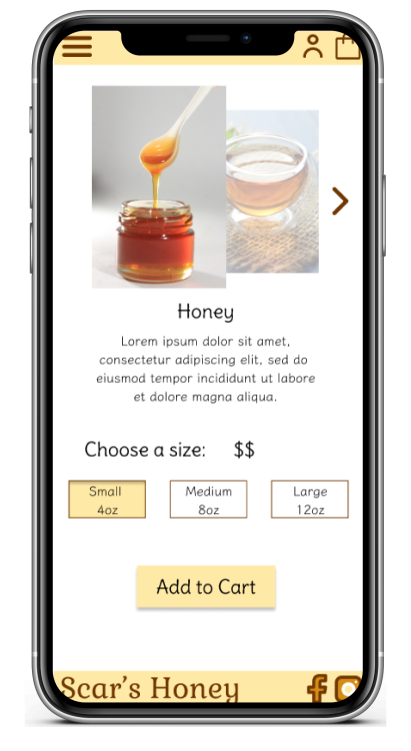 Honey
Lorem ipsum dolor sit amet,
consectetur adipiscing elit, sed do
eiusmod tempor incididunt ut labore
et dolore magna aliqua.
Choose a size: $$
Small Medium Large
4oz 8oz 12oz
Add to Cart
Scar's Honey